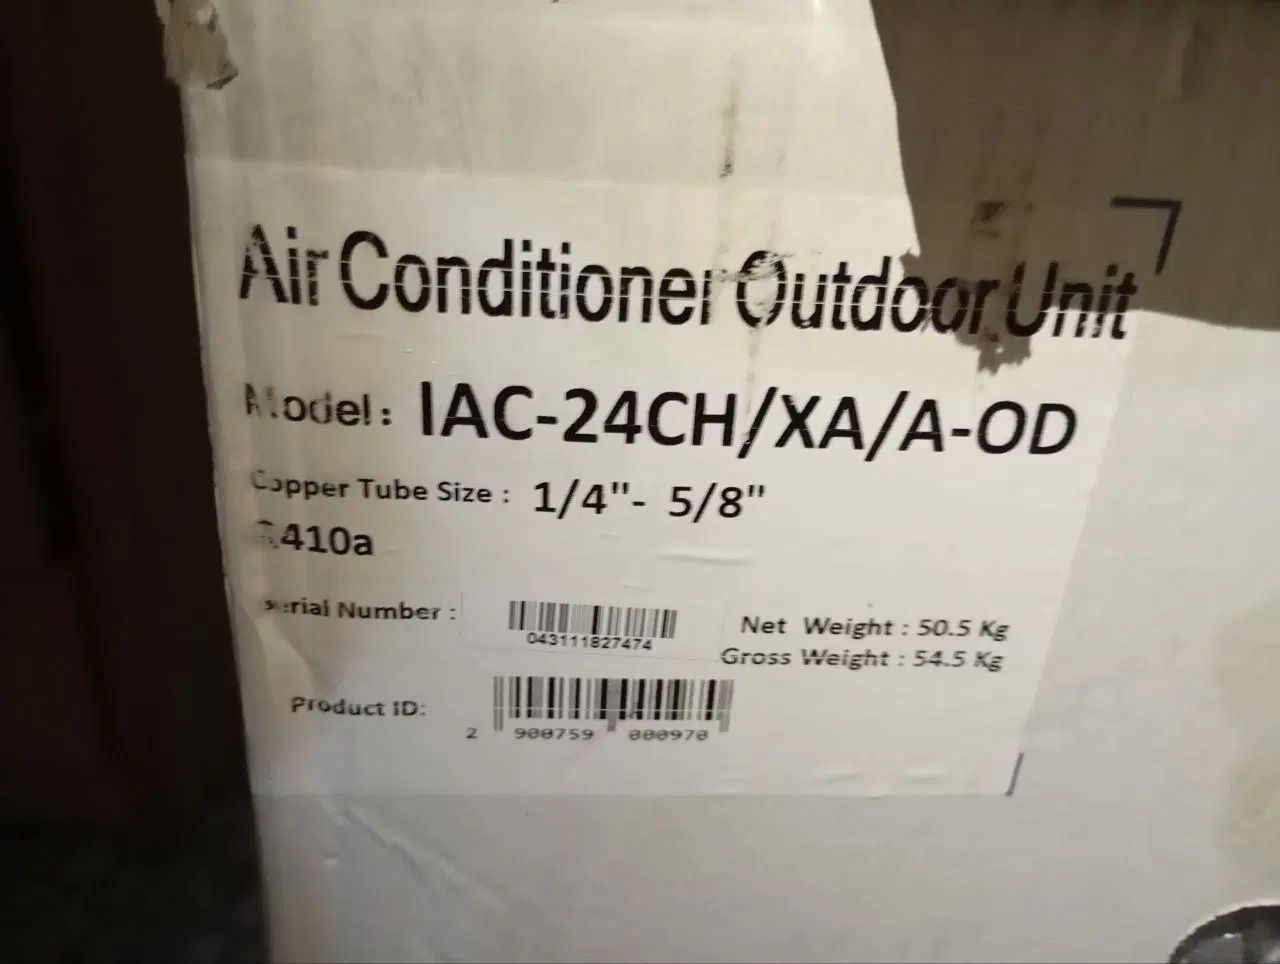 Air Conditioner Outdoor Unit
Model: IAC-24CH/XA/A-OD
Copper Tube Size : 1/4"- 5/8"
R410a
Serial Number :
043111827474
Net Weight : 50.5 Kg
Gross Weight : 54.5 Kg
Product ID:
2 900759 000970